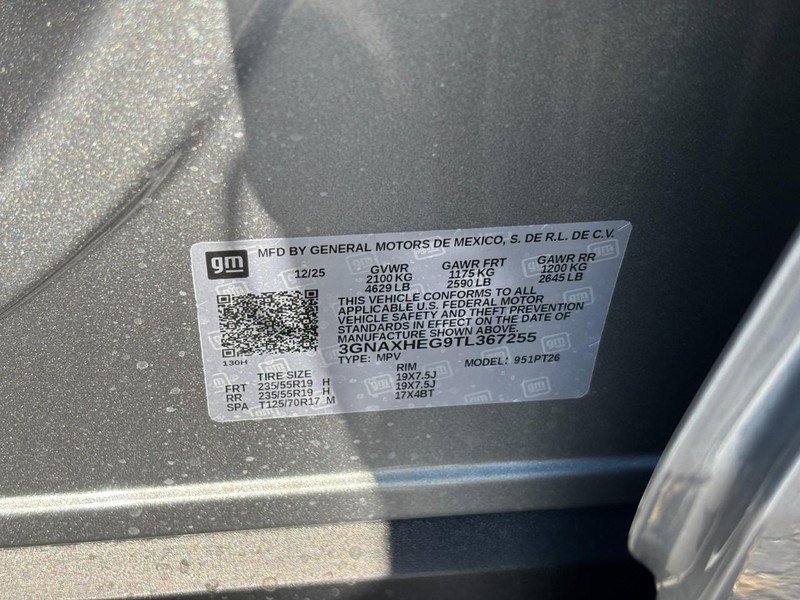 gm MFD BY GENERAL MOTORS DE MEXICO, S. DE R.L. DE C.V.
12/25 GVWR GAWR FRT GAWR RR
2100 KG 1175 KG 1200 KG
4629 LB 2590 LB 2645 LB
THIS VEHICLE CONFORMS TO ALL
APPLICABLE U.S. FEDERAL MOTOR
VEHICLE SAFETY AND THEFT PREVENTION
STANDARDS IN EFFECT ON THE DATE OF
MANUFACTURE SHOWN ABOVE.
3GNAXHEG9TL367255
130H TYPE: MPV MODEL: 951PT26
TIRE SIZE RIM
FRT 235/55R19 H 19X7.5J
RR 235/55R19 H 19X7.5J
SPA T125/70R17 M 17X4BT